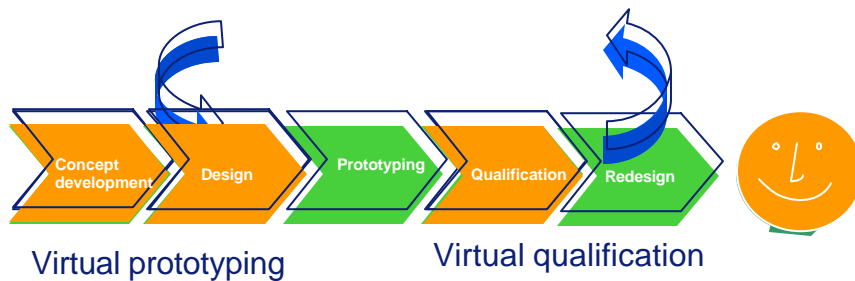 Concept
development
Design
Prototyping
Qualification
Redesign
Virtual prototyping
Virtual qualification